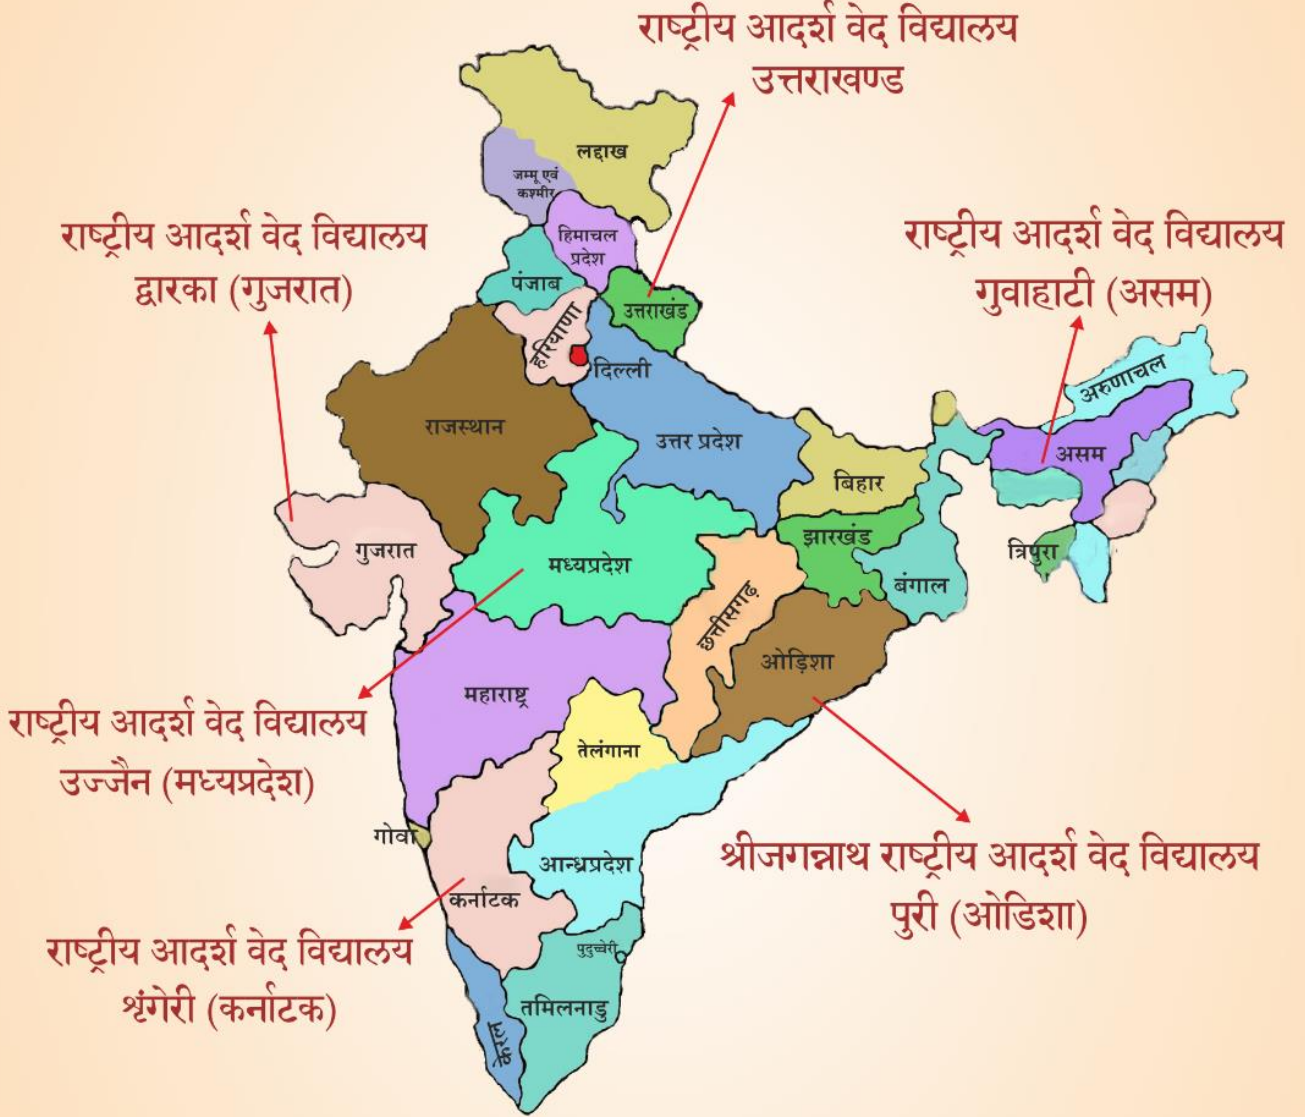 राष्ट्रीय आदर्श वेद विद्यालय
उत्तराखण्ड
लद्दाख
जम्मू एवं
कश्मीर
राष्ट्रीय आदर्श वेद विद्यालय
द्वारका (गुजरात)
हिमाचल
प्रदेश
राष्ट्रीय आदर्श वेद विद्यालय
गुवाहाटी (असम)
पंजाब
उत्तराखंड
हरियाणा
दिल्ली
अरुणाचल
राजस्थान
उत्तर प्रदेश
असम
बिहार
झारखंड
त्रिपुरा
गुजरात
मध्यप्रदेश
बंगाल
छत्तीसगढ़
ओड़िशा
महाराष्ट्र
राष्ट्रीय आदर्श वेद विद्यालय
उज्जैन (मध्यप्रदेश)
तेलंगाना
गोवा
आन्ध्रप्रदेश
श्रीजगन्नाथ राष्ट्रीय आदर्श वेद विद्यालय
पुरी (ओडिशा)
कर्नाटक
राष्ट्रीय आदर्श वेद विद्यालय
शृंगेरी (कर्नाटक)
पुदुच्चेरी
तमिलनाडु
केरल